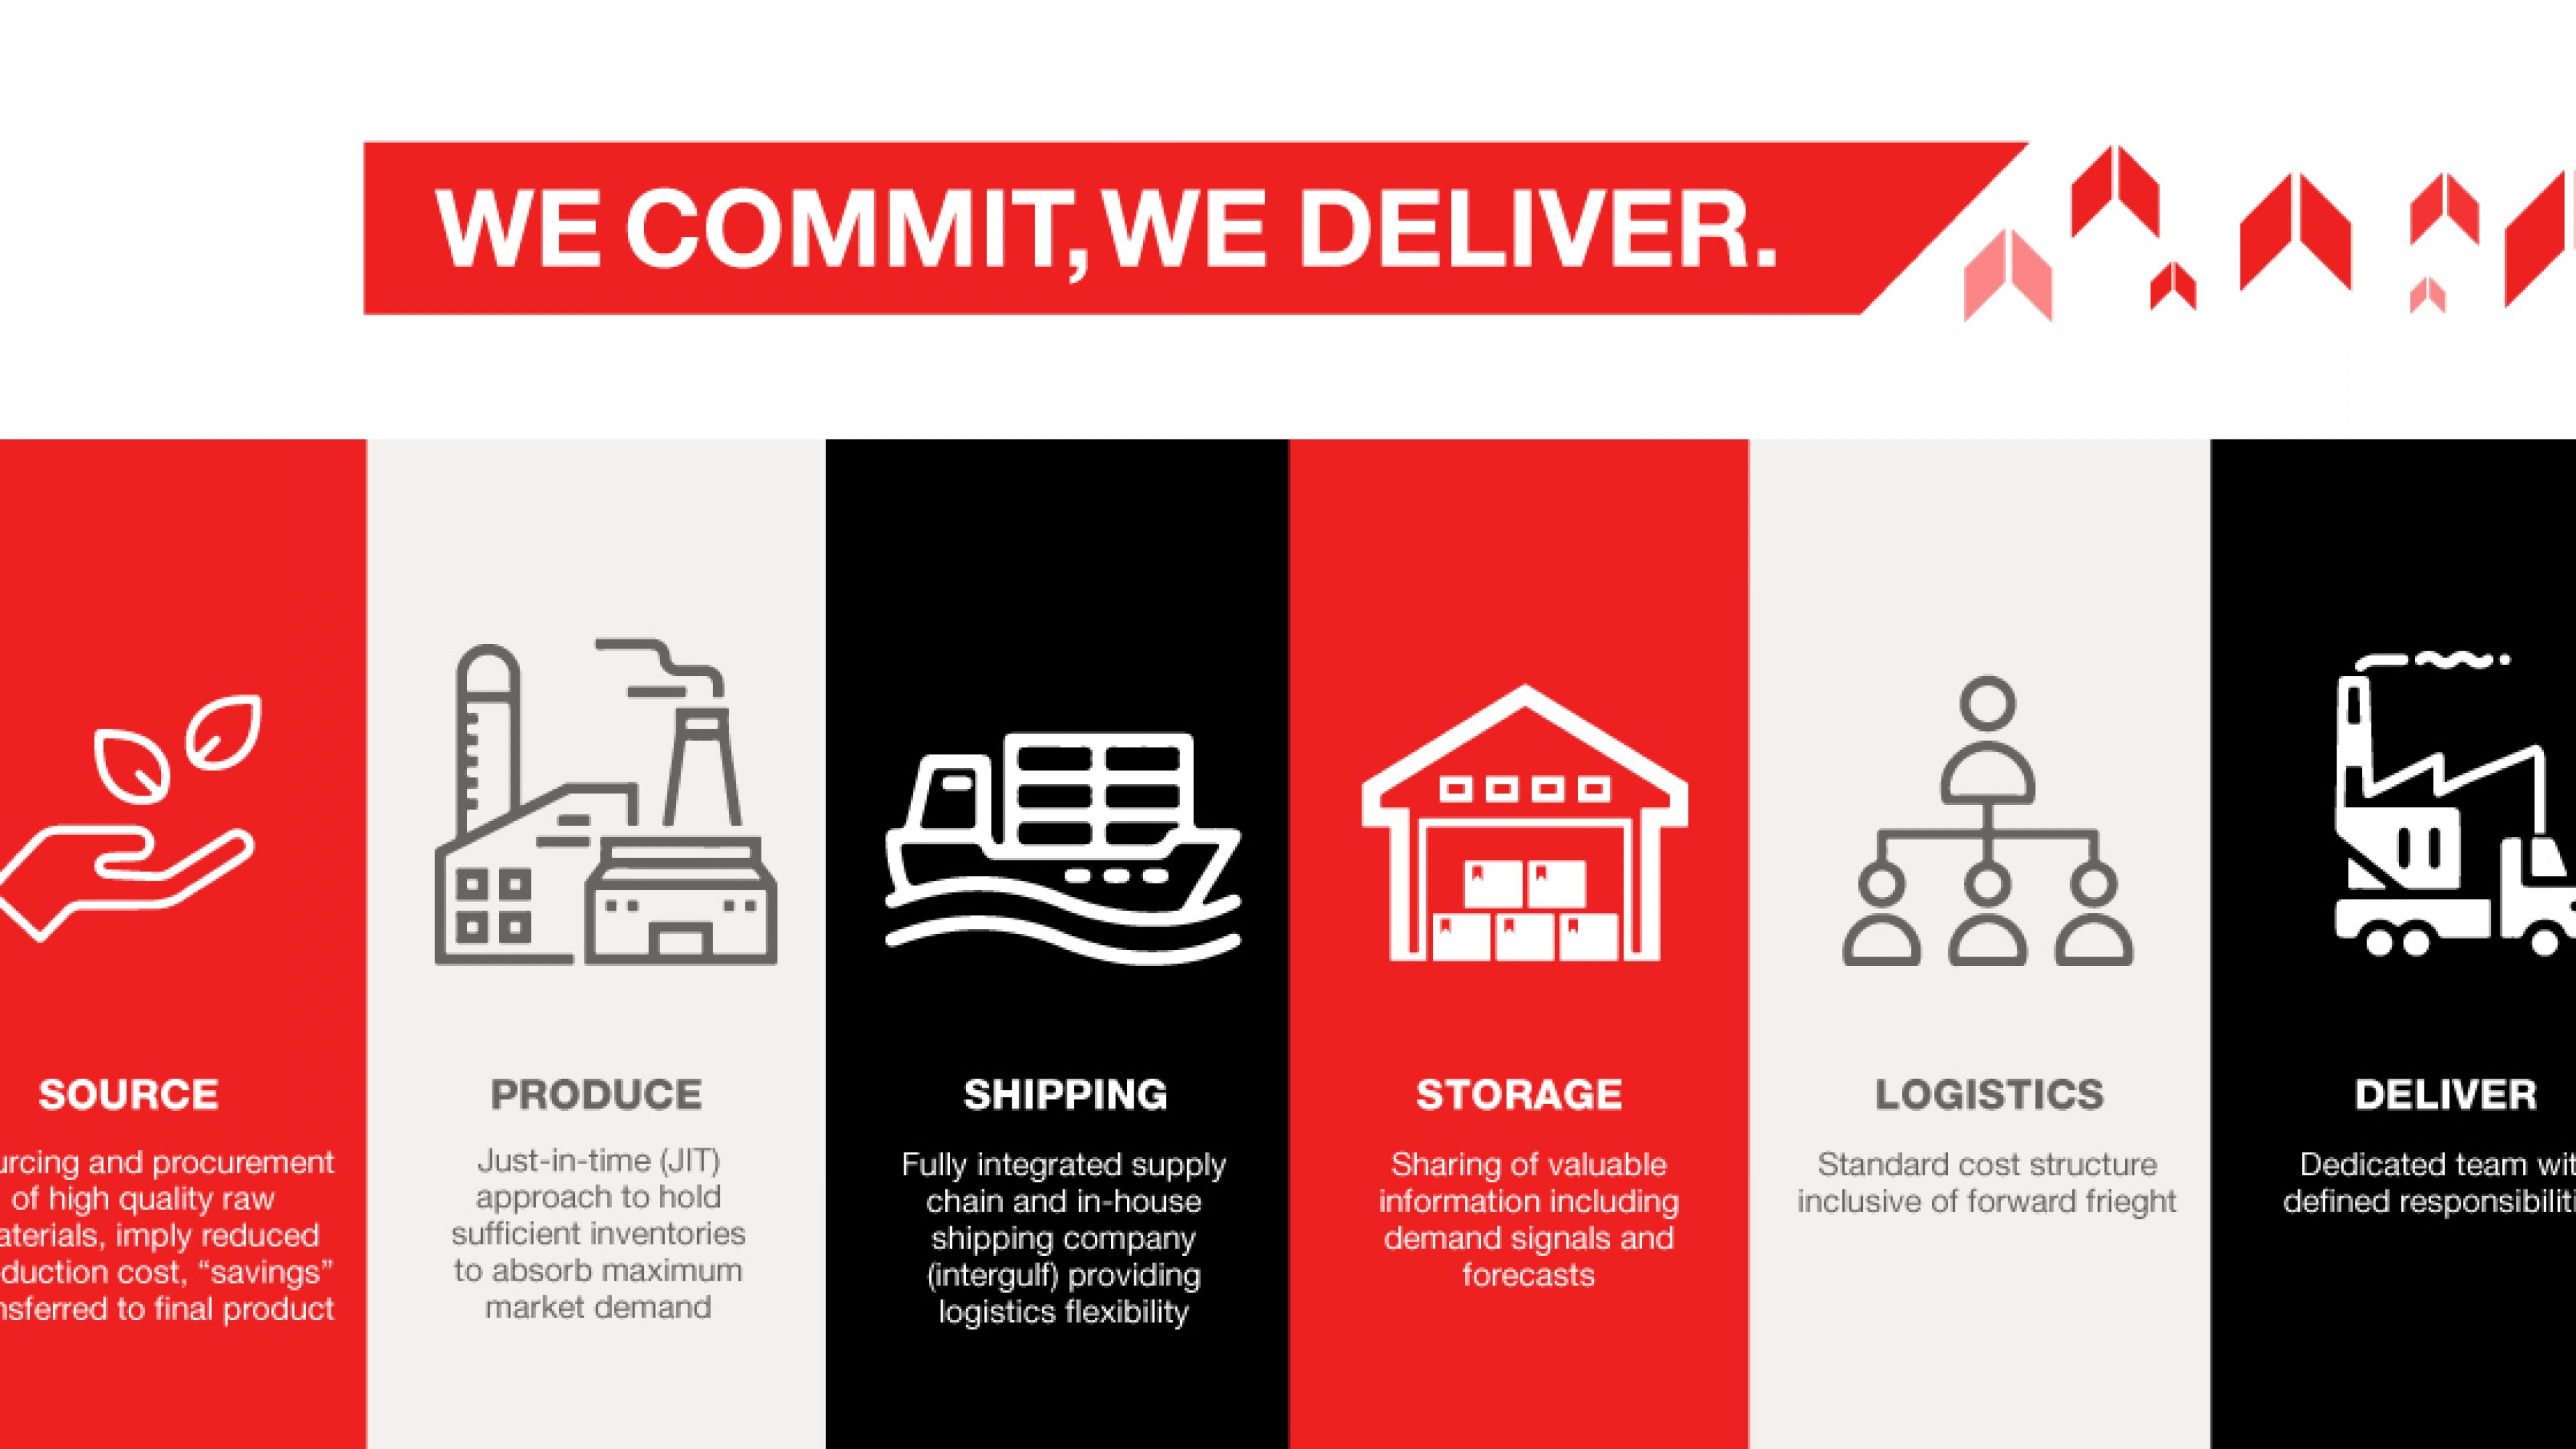 WE COMMIT, WE DELIVER.
SOURCE
urcing and procurement
of high quality raw
aterials, imply reduced
duction cost, “savings”
nsferred to final product
PRODUCE
Just-in-time (JIT)
approach to hold
sufficient inventories
to absorb maximum
market demand
SHIPPING
Fully integrated supply
chain and in-house
shipping company
(intergulf) providing
logistics flexibility
STORAGE
Sharing of valuable
information including
demand signals and
forecasts
LOGISTICS
Standard cost structure
inclusive of forward frieght
DELIVER
Dedicated team wit
defined responsibiliti